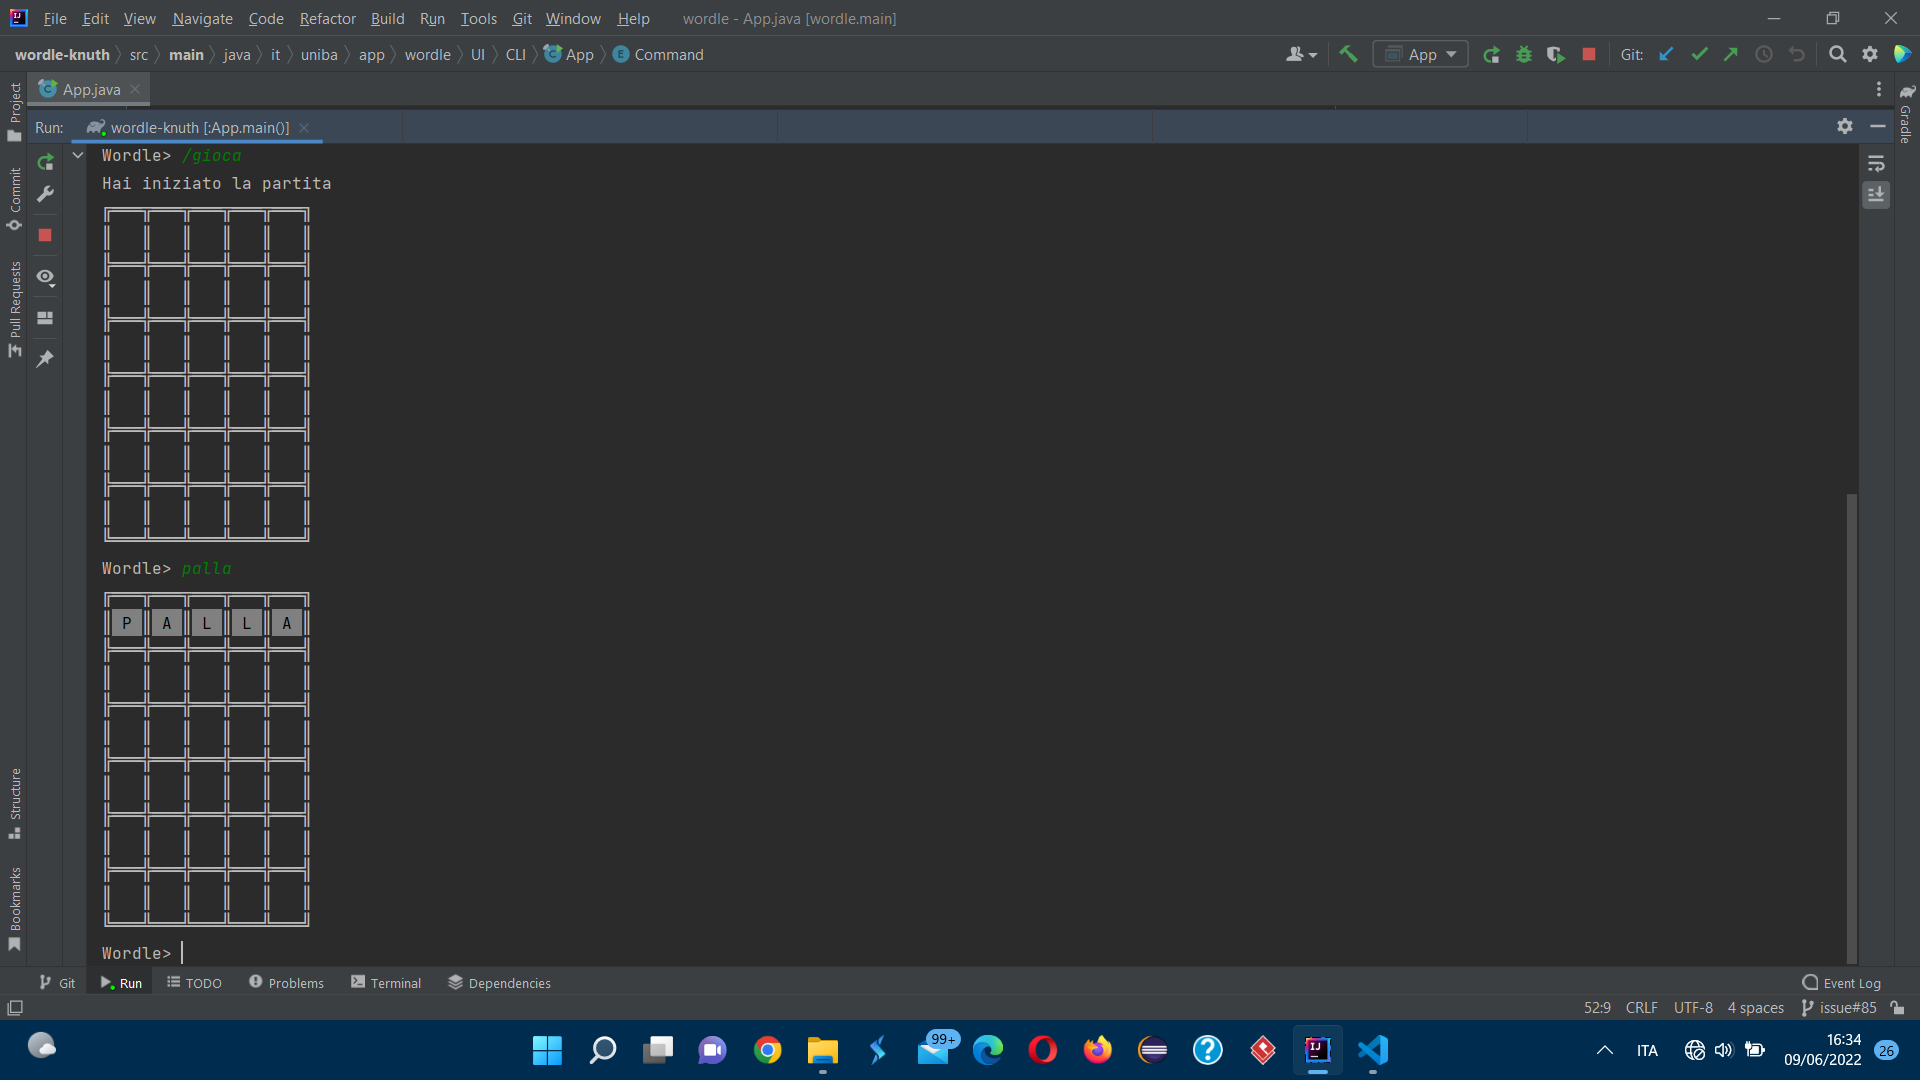 File Edit View Navigate Code Refactor Build Run Tools Git Window Help wordle - App.java [wordle.main]
wordle-knuth src main java it uniba app wordle UI CLI App Command App Git:
App.java
Run: wordle-knuth [:App.main()]
Project
Commit
Pull Requests
Structure
Bookmarks
Gradle
Wordle> /gioca
Hai iniziato la partita
Wordle> palla
P A L L A
Wordle>
Git Run TODO Problems Terminal Dependencies Event Log
52:9 CRLF UTF-8 4 spaces issue#85
99+
ITA
16:34
09/06/2022
26